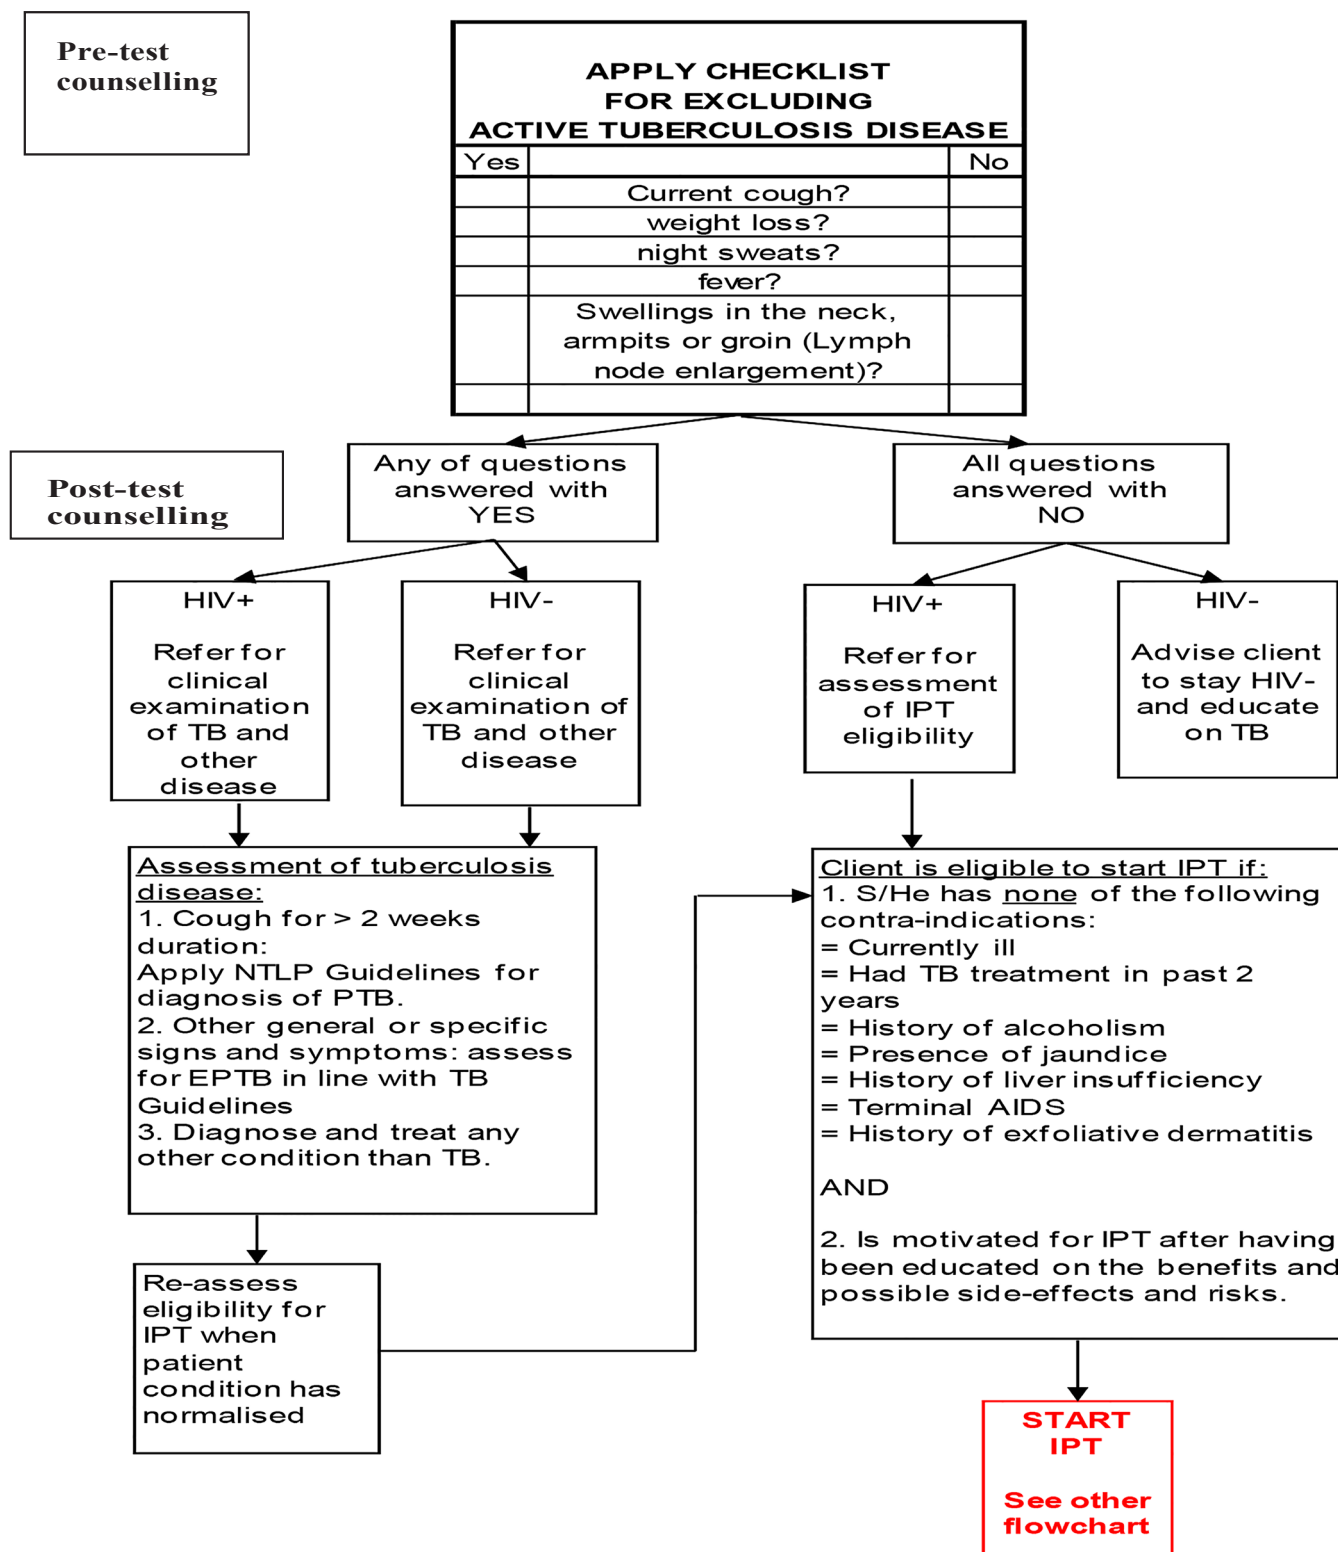 Pre-test
counselling
APPLY CHECKLIST
FOR EXCLUDING
ACTIVE TUBERCULOSIS DISEASE
Yes No
Current cough?
weight loss?
night sweats?
fever?
Swellings in the neck,
armpits or groin (Lymph
node enlargement)?
Post-test
counselling
Any of questions
answered with
YES
All questions
answered with
NO
HIV+
Refer for
clinical
examination
of TB and
other
disease
HIV-
Refer for
clinical
examination of
TB and other
disease
HIV+
Refer for
assessment
of IPT
eligibility
HIV-
Advise client
to stay HIV-
and educate
on TB
Assessment of tuberculosis
disease:
1. Cough for > 2 weeks
duration:
Apply NTLP Guidelines for
diagnosis of PTB.
2. Other general or specific
signs and symptoms: assess
for EPTB in line with TB
Guidelines
3. Diagnose and treat any
other condition than TB.
Client is eligible to start IPT if:
1. S/He has none of the following
contra-indications:
= Currently ill
= Had TB treatment in past 2
years
= History of alcoholism
= Presence of jaundice
= History of liver insufficiency
= Terminal AIDS
= History of exfoliative dermatitis
AND
2. Is motivated for IPT after having
been educated on the benefits and
possible side-effects and risks.
Re-assess
eligibility for
IPT when
patient
condition has
normalised
START
IPT
See other
flowchart